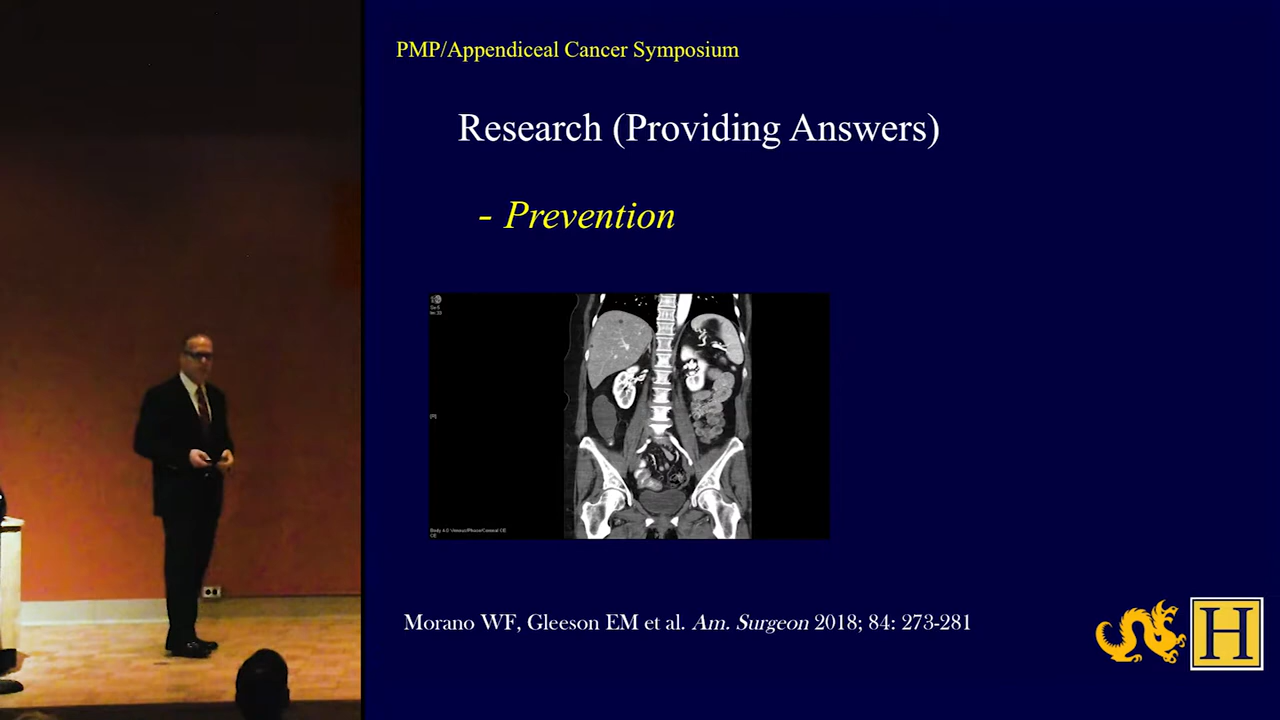 PMP/Appendiceal Cancer Symposium
Research (Providing Answers)
- Prevention
Morano WF, Gleeson EM et al. Am. Surgeon 2018; 84: 273-281
H